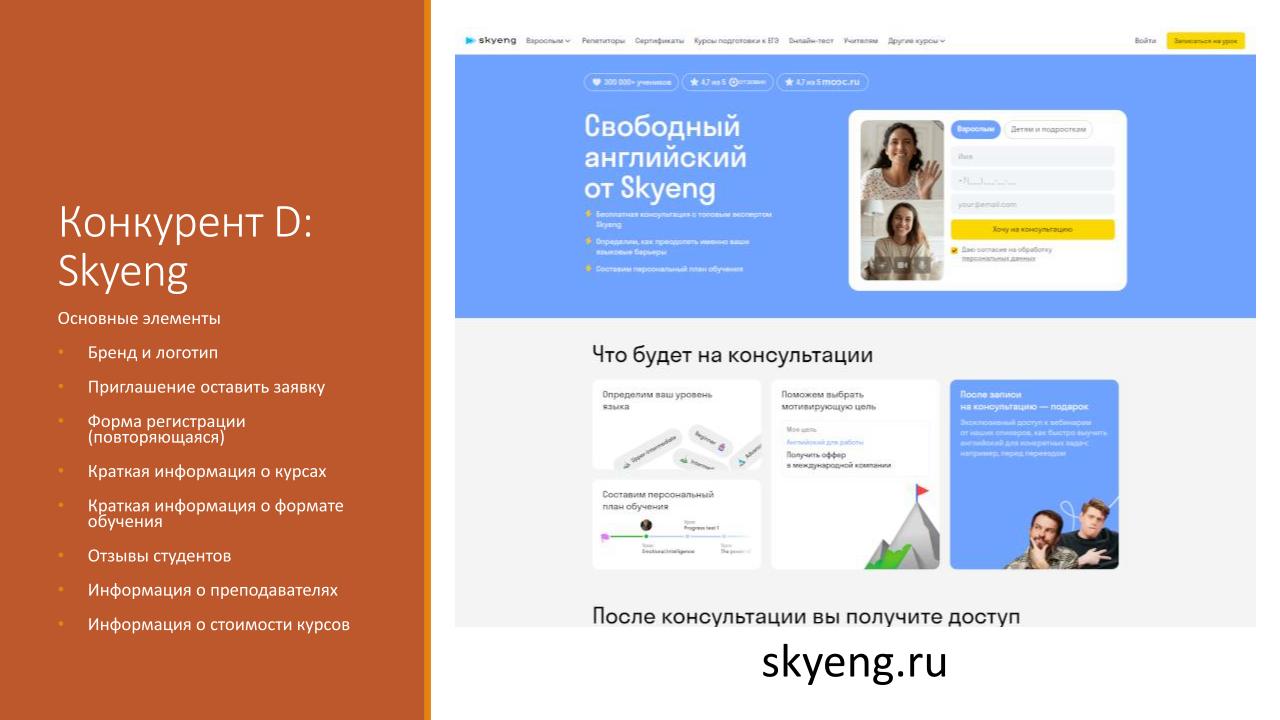 Конкурент D:
Skyeng
Основные элементы
• Бренд и логотип
• Приглашение оставить заявку
• Форма регистрации
(повторяющаяся)
• Краткая информация о курсах
• Краткая информация о формате
обучения
• Отзывы студентов
• Информация о преподавателях
• Информация о стоимости курсов
skyeng Взрослым Репетиторы Сертификаты Курсы подготовки к ЕГЭ Онлайн-тест Учителям Другие курсы Войти Записаться на урок
300 000+ учеников 4,7 из 5 отзовик 4,7 из 5 mooc.ru
Свободный
английский
от Skyeng
Бесплатная консультация с топовым экспертом
Skyeng
Определим, как преодолеть именно ваши
языковые барьеры
Составим персональный план обучения
Взрослым Детям и подросткам
Имя
your@email.com
Хочу на консультацию
Даю согласие на обработку
персональных данных
Что будет на консультации
Определим ваш уровень
языка
Upper-Intermediate Beginner
Составим персональный
план обучения
Урок
Progress test 1
Урок Урок
Emotional Intelligence The power of
Поможем выбрать
мотивирующую цель
Моя цель
Английский для работы
Получить оффер
в международной компании
После записи
на консультацию — подарок
Эксклюзивный доступ к вебинарам
от наших спикеров, как быстро выучить
английский для конкретных задач:
например, перед переездом
После консультации вы получите доступ
skyeng.ru